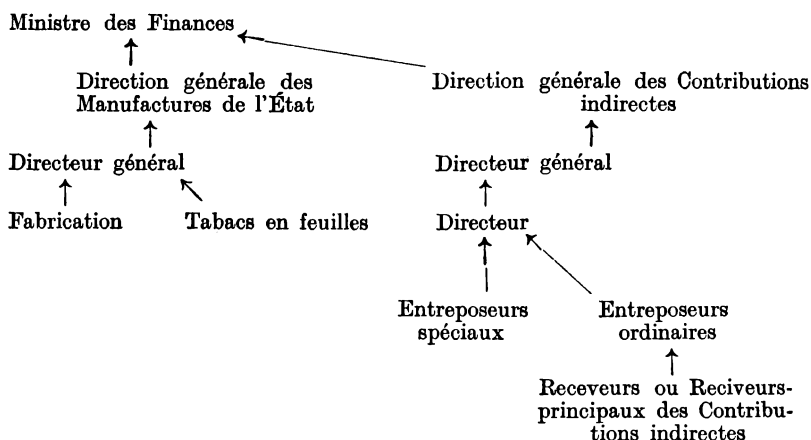 Ministre des Finances
Direction générale des
Manufactures de l'État
Direction générale des Contributions
indirectes
Directeur général
Directeur général
Fabrication
Tabacs en feuilles
Directeur
Entreposeurs
spéciaux
Entreposeurs
ordinaires
Receveurs ou Reciveurs-
principaux des Contribu-
tions indirectes